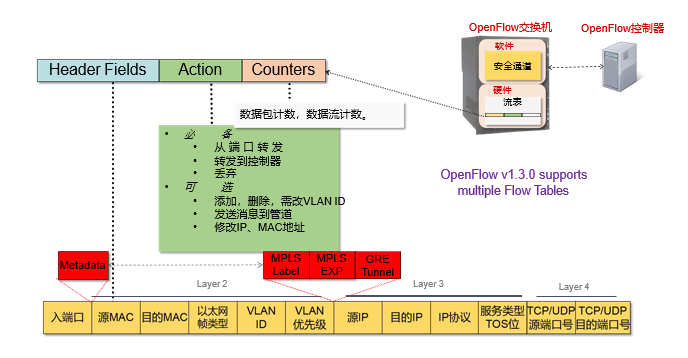 OpenFlow交换机
OpenFlow控制器
软件
安全通道
硬件
流表
Header Fields
Action
Counters
数据包计数，数据流计数。
• 必 备
• 从 端 口 转 发
• 转发到控制器
• 丢弃
• 可 选
• 添加，删除，需改VLAN ID
• 发送消息到管道
• 修改IP、MAC地址
OpenFlow v1.3.0 supports
multiple Flow Tables
Metadata
MPLS
Label
MPLS
EXP
GRE
Tunnel
Layer 2
Layer 3
Layer 4
入端口
源MAC
目的MAC
以太网
帧类型
VLAN
ID
VLAN
优先级
源IP
目的IP
IP协议
服务类型
TOS位
TCP/UDP
源端口号
TCP/UDP
目的端口号